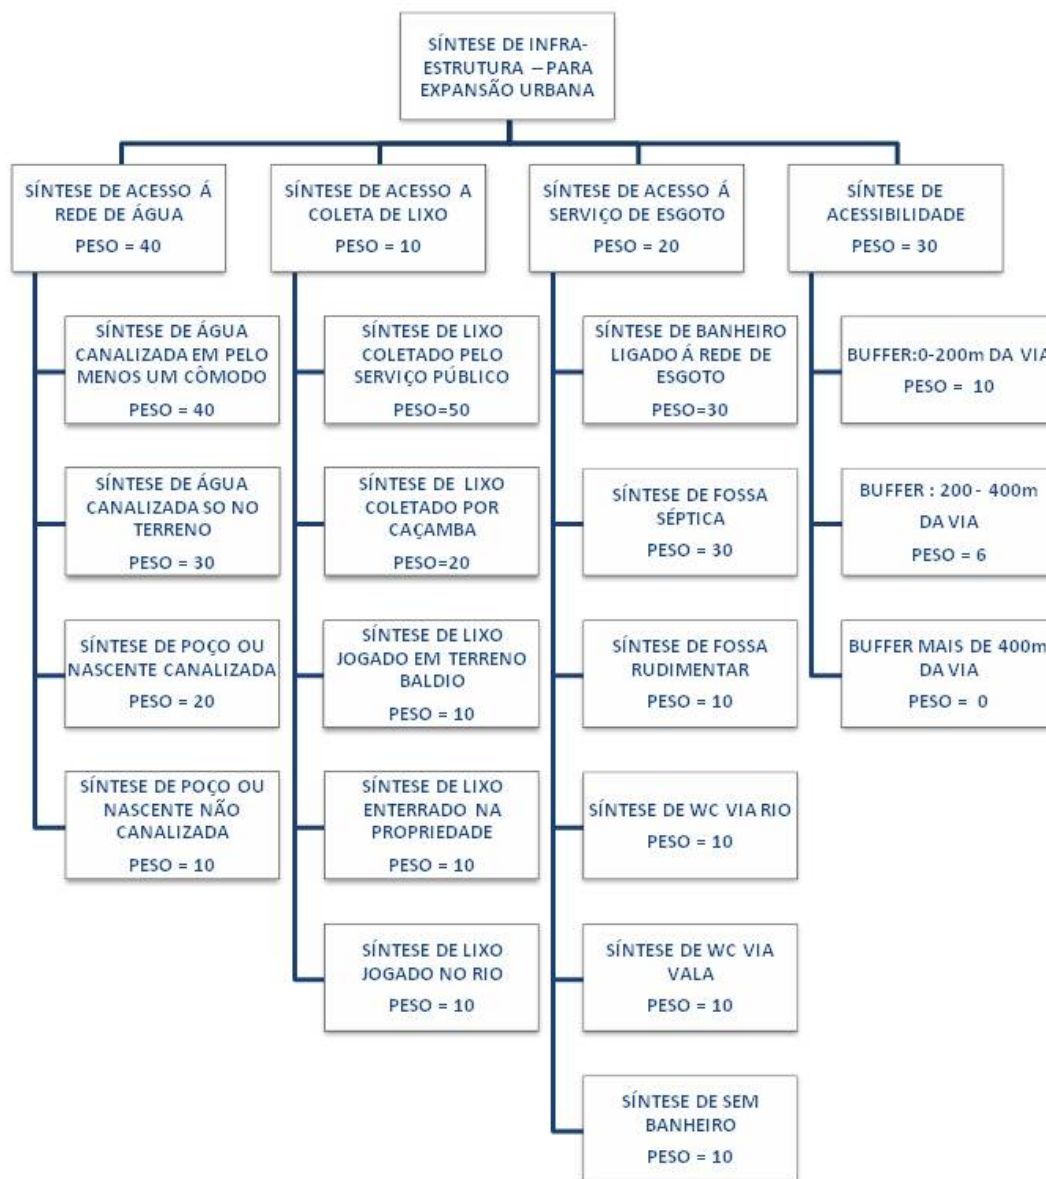 SÍNTESE DE INFRA-
ESTRUTURA – PARA
EXPANSÃO URBANA
SÍNTESE DE ACESSO Á
REDE DE ÁGUA
PESO = 40
SÍNTESE DE ÁGUA
CANALIZADA EM PELO
MENOS UM CÔMODO
PESO = 40
SÍNTESE DE ÁGUA
CANALIZADA SO NO
TERRENO
PESO = 30
SÍNTESE DE POÇO OU
NASCENTE CANALIZADA
PESO = 20
SÍNTESE DE POÇO OU
NASCENTE NÃO
CANALIZADA
PESO = 10
SÍNTESE DE ACESSO A
COLETA DE LIXO
PESO = 10
SÍNTESE DE LIXO
COLETADO PELO
SERVIÇO PÚBLICO
PESO=50
SÍNTESE DE LIXO
COLETADO POR
CAÇAMBA
PESO=20
SÍNTESE DE LIXO
JOGADO EM TERRENO
BALDIO
PESO = 10
SÍNTESE DE LIXO
ENTERRADO NA
PROPRIEDADE
PESO = 10
SÍNTESE DE LIXO
JOGADO NO RIO
PESO = 10
SÍNTESE DE ACESSO Á
SERVIÇO DE ESGOTO
PESO = 20
SÍNTESE DE BANHEIRO
LIGADO Á REDE DE
ESGOTO
PESO=30
SÍNTESE DE FOSSA
SÉPTICA
PESO = 30
SÍNTESE DE FOSSA
RUDIMENTAR
PESO = 10
SÍNTESE DE WC VIA RIO
PESO = 10
SÍNTESE DE WC VIA
VALA
PESO = 10
SÍNTESE DE SEM
BANHEIRO
PESO = 10
SÍNTESE DE
ACESSIBILIDADE
PESO = 30
BUFFER:0-200m DA VIA
PESO = 10
BUFFER : 200 - 400m
DA VIA
PESO = 6
BUFFER MAIS DE 400m
DA VIA
PESO = 0